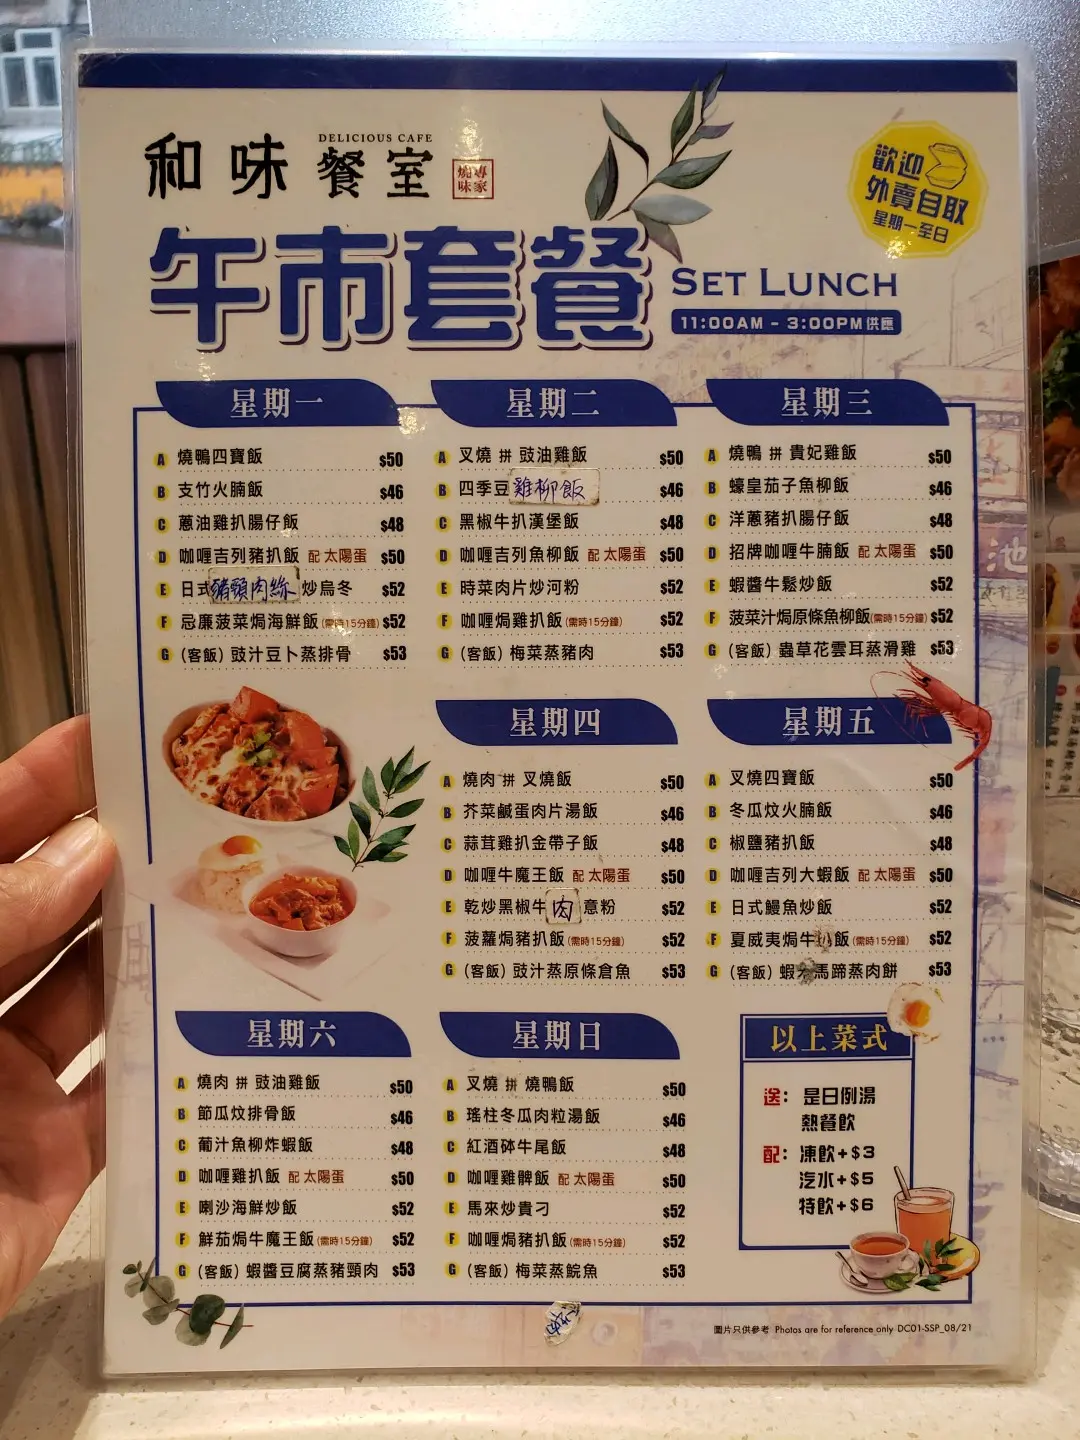 和味餐室
DELICIOUS CAFE
燒味專家
歡迎
外賣自取
星期一至日
午市套餐
SET LUNCH
11:00AM - 3:00PM供應
星期一
A 燒鴨四寶飯 $50
B 支竹火腩飯 $46
C 蔥油雞扒腸仔飯 $48
D 咖喱吉列豬扒飯 配 太陽蛋 $50
E 日式豬頸肉絲炒烏冬 $52
F 忌廉菠菜焗海鮮飯(需時15分鐘) $52
G (客飯) 豉汁豆卜蒸排骨 $53
星期二
A 叉燒 拼 豉油雞飯 $50
B 四季豆雞柳飯 $46
C 黑椒牛扒漢堡飯 $48
D 咖喱吉列魚柳飯 配 太陽蛋 $50
E 時菜肉片炒河粉 $52
F 咖喱焗雞扒飯(需時15分鐘) $52
G (客飯) 梅菜蒸豬肉 $53
星期三
A 燒鴨 拼 貴妃雞飯 $50
B 蠔皇茄子魚柳飯 $46
C 洋蔥豬扒腸仔飯 $48
D 招牌咖喱牛腩飯 配 太陽蛋 $50
E 蝦醬牛鬆炒飯 $52
F 菠菜汁焗原條魚柳飯(需時15分鐘) $52
G (客飯) 蟲草花雲耳蒸滑雞 $53
星期四
A 燒肉 拼 叉燒飯 $50
B 芥菜鹹蛋肉片湯飯 $46
C 蒜茸雞扒金帶子飯 $48
D 咖喱牛魔王飯 配 太陽蛋 $50
E 乾炒黑椒牛肉意粉 $52
F 菠蘿焗豬扒飯(需時15分鐘) $52
G (客飯) 豉汁蒸原條倉魚 $53
星期五
A 叉燒四寶飯 $50
B 冬瓜炆火腩飯 $46
C 椒鹽豬扒飯 $48
D 咖喱吉列大蝦飯 配 太陽蛋 $50
E 日式鰻魚炒飯 $52
F 夏威夷焗牛扒飯(需時15分鐘) $52
G (客飯) 蝦 馬蹄蒸肉餅 $53
星期六
A 燒肉 拼 豉油雞飯 $50
B 節瓜炆排骨飯 $46
C 葡汁魚柳炸蝦飯 $48
D 咖喱雞扒飯 配 太陽蛋 $50
E 喇沙海鮮炒飯 $52
F 鮮茄焗牛魔王飯(需時15分鐘) $52
G (客飯) 蝦醬豆腐蒸豬頸肉 $53
星期日
A 叉燒 拼 燒鴨飯 $50
B 瑤柱冬瓜肉粒湯飯 $46
C 紅酒砵牛尾飯 $48
D 咖喱雞髀飯 配 太陽蛋 $50
E 馬來炒貴刁 $52
F 咖喱焗豬扒飯(需時15分鐘) $52
G (客飯) 梅菜蒸鯇魚 $53
以上菜式
送: 是日例湯
熱餐飲
配: 凍飲+$3
汽水+$5
特飲+$6
圖片只供參考 Photos are for reference only DC01-SSP_08/21